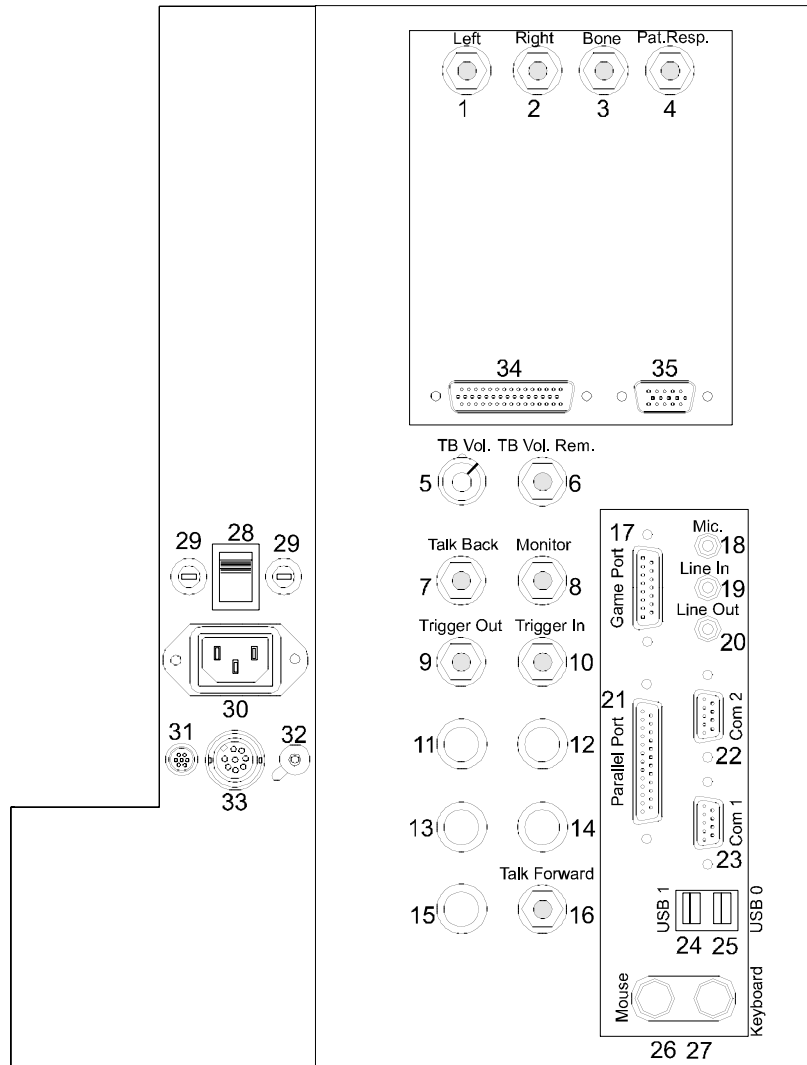 Left Right Bone Pat.Resp.
1 2 3 4
34 35
TB Vol. TB Vol. Rem.
5 6
29 28 29
Talk Back Monitor
7 8
Trigger Out Trigger In
9 10
30
31 32
33
11 12
13 14
Talk Forward
15 16
17
Game Port
Mic.
18
Line In
19
Line Out
20
21
Parallel Port
Com 2
22
Com 1
23
USB 1
USB 0
24 25
Mouse
Keyboard
26 27